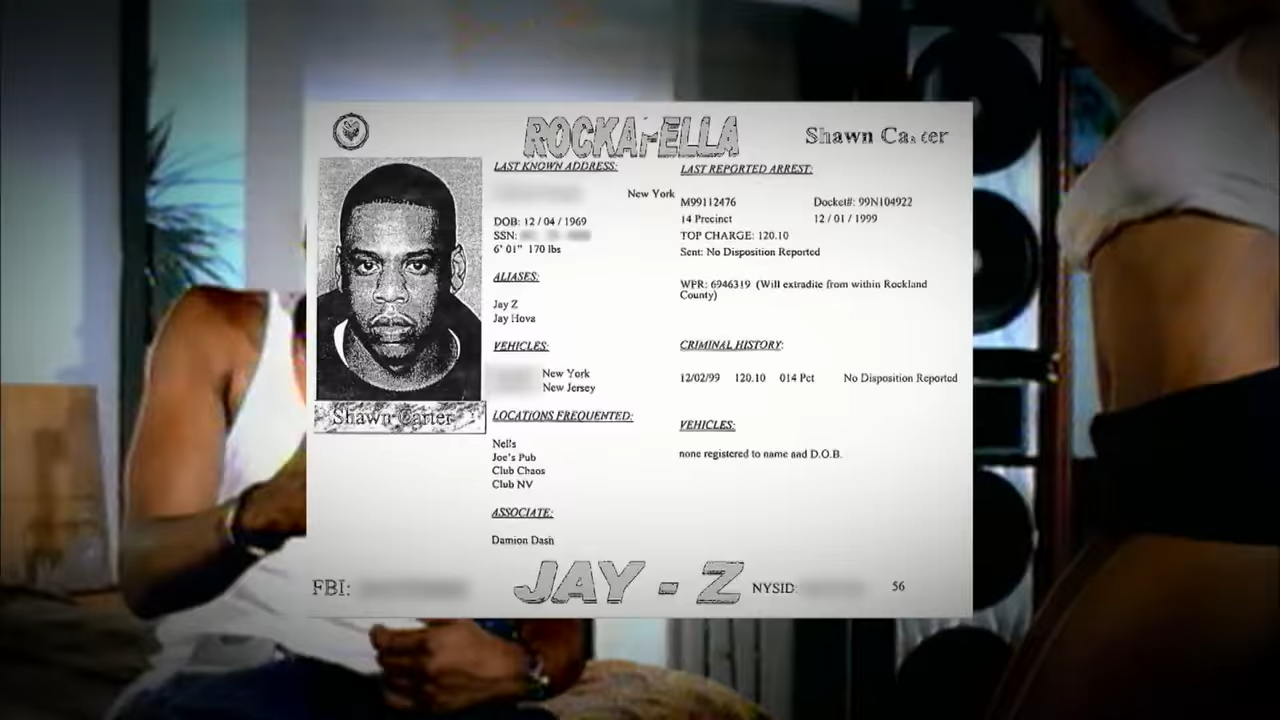 ROCKAFELLA
Shawn Carter
LAST KNOWN ADDRESS:
New York
DOB: 12 / 04 / 1969
SSN:
6' 01" 170 lbs
ALIASES:
Jay Z
Jay Hova
VEHICLES:
New York
New Jersey
LOCATIONS FREQUENTED:
Nell's
Joe's Pub
Club Chaos
Club NV
ASSOCIATE:
Damion Dash
LAST REPORTED ARREST:
M99112476 Docket#: 99N104922
14 Precinct 12 / 01 / 1999
TOP CHARGE: 120.10
Sent: No Disposition Reported
WPR: 6946319 (Will extradite from within Rockland
County)
CRIMINAL HISTORY:
12/02/99 120.10 014 Pct No Disposition Reported
VEHICLES:
none registered to name and D.O.B.
Shawn Carter
FBI:
JAY - Z
NYSID
56